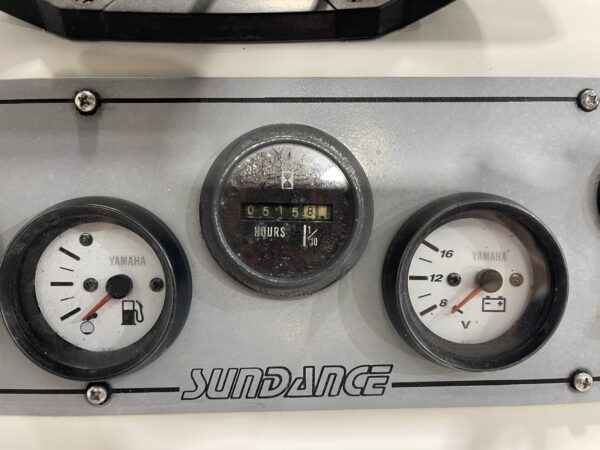 05158
HOURS 1/10
YAMAHA
YAMAHA
16
12
8
V
SUNDANCE